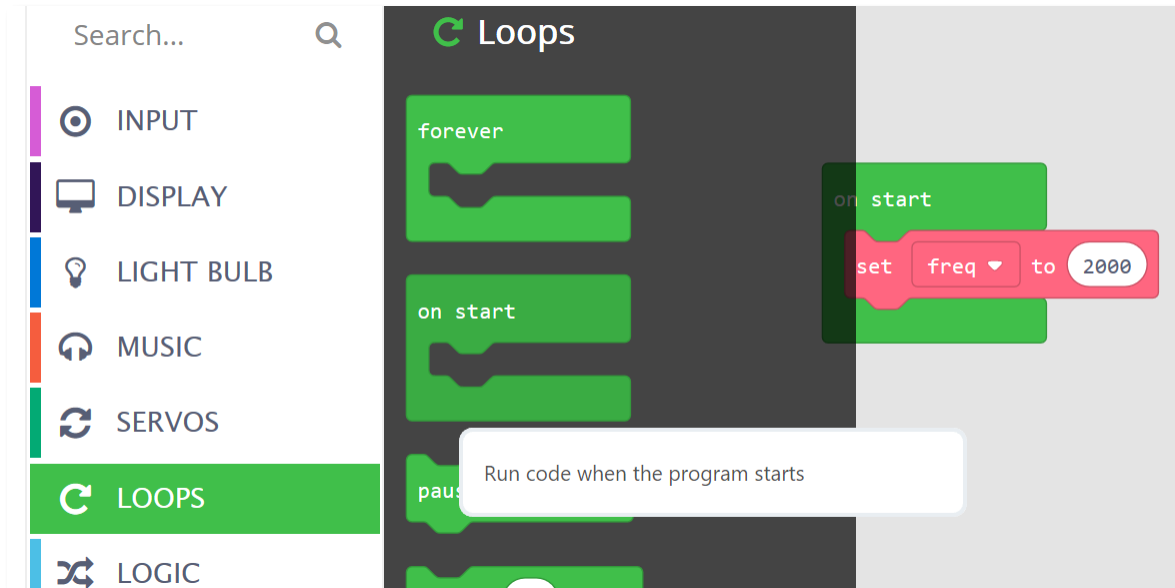 Search...
INPUT
DISPLAY
LIGHT BULB
MUSIC
SERVOS
LOOPS
LOGIC
Loops
forever
on start
paus
Run code when the program starts
on start
set freq to 2000